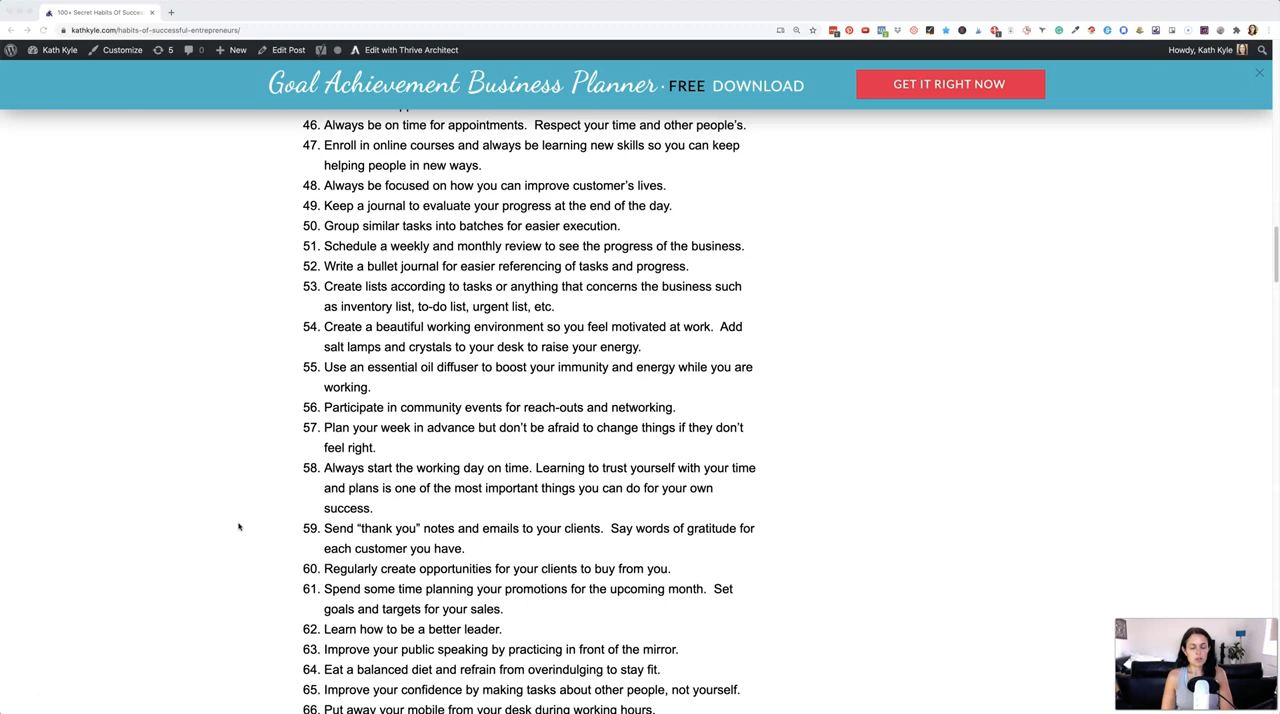 100+ Secret Habits Of Succes
kathkyle.com/habits-of-successful-entrepreneurs/
Kath Kyle Customize 5 0 New Edit Post Edit with Thrive Architect Howdy, Kath Kyle
Goal Achievement Business Planner · FREE DOWNLOAD GET IT RIGHT NOW
46. Always be on time for appointments.  Respect your time and other people’s.
47. Enroll in online courses and always be learning new skills so you can keep
helping people in new ways.
48. Always be focused on how you can improve customer’s lives.
49. Keep a journal to evaluate your progress at the end of the day.
50. Group similar tasks into batches for easier execution.
51. Schedule a weekly and monthly review to see the progress of the business.
52. Write a bullet journal for easier referencing of tasks and progress.
53. Create lists according to tasks or anything that concerns the business such
as inventory list, to-do list, urgent list, etc.
54. Create a beautiful working environment so you feel motivated at work.  Add
salt lamps and crystals to your desk to raise your energy.
55. Use an essential oil diffuser to boost your immunity and energy while you are
working.
56. Participate in community events for reach-outs and networking.
57. Plan your week in advance but don’t be afraid to change things if they don’t
feel right.
58. Always start the working day on time. Learning to trust yourself with your time
and plans is one of the most important things you can do for your own
success.
59. Send “thank you” notes and emails to your clients.  Say words of gratitude for
each customer you have.
60. Regularly create opportunities for your clients to buy from you.
61. Spend some time planning your promotions for the upcoming month.  Set
goals and targets for your sales.
62. Learn how to be a better leader.
63. Improve your public speaking by practicing in front of the mirror.
64. Eat a balanced diet and refrain from overindulging to stay fit.
65. Improve your confidence by making tasks about other people, not yourself.
66. Put away your mobile from your desk during working hours.